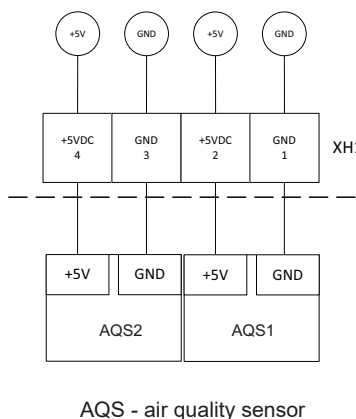 +5V GND +5V GND
+5VDC GND +5VDC GND
4 3 2 1
XH1
+5V GND +5V GND
AQS2 AQS1
AQS - air quality sensor